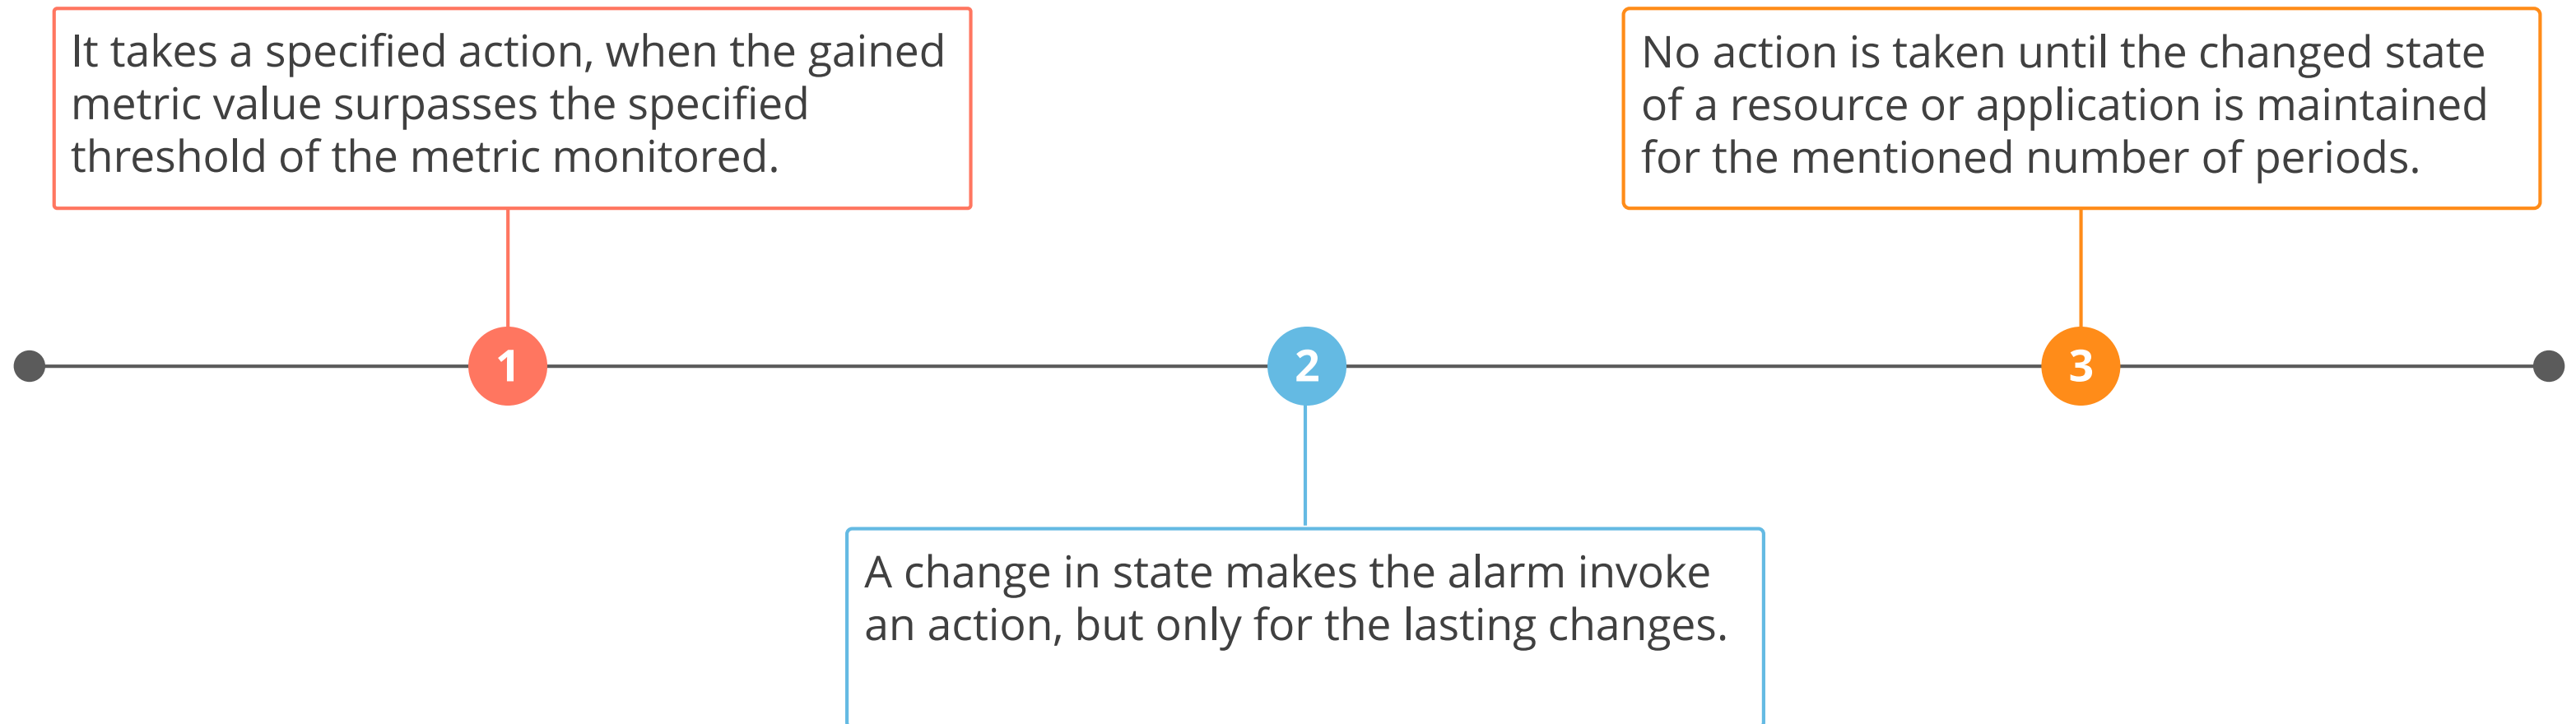 It takes a specified action, when the gained
metric value surpasses the specified
threshold of the metric monitored.
No action is taken until the changed state
of a resource or application is maintained
for the mentioned number of periods.
1
2
3
A change in state makes the alarm invoke
an action, but only for the lasting changes.